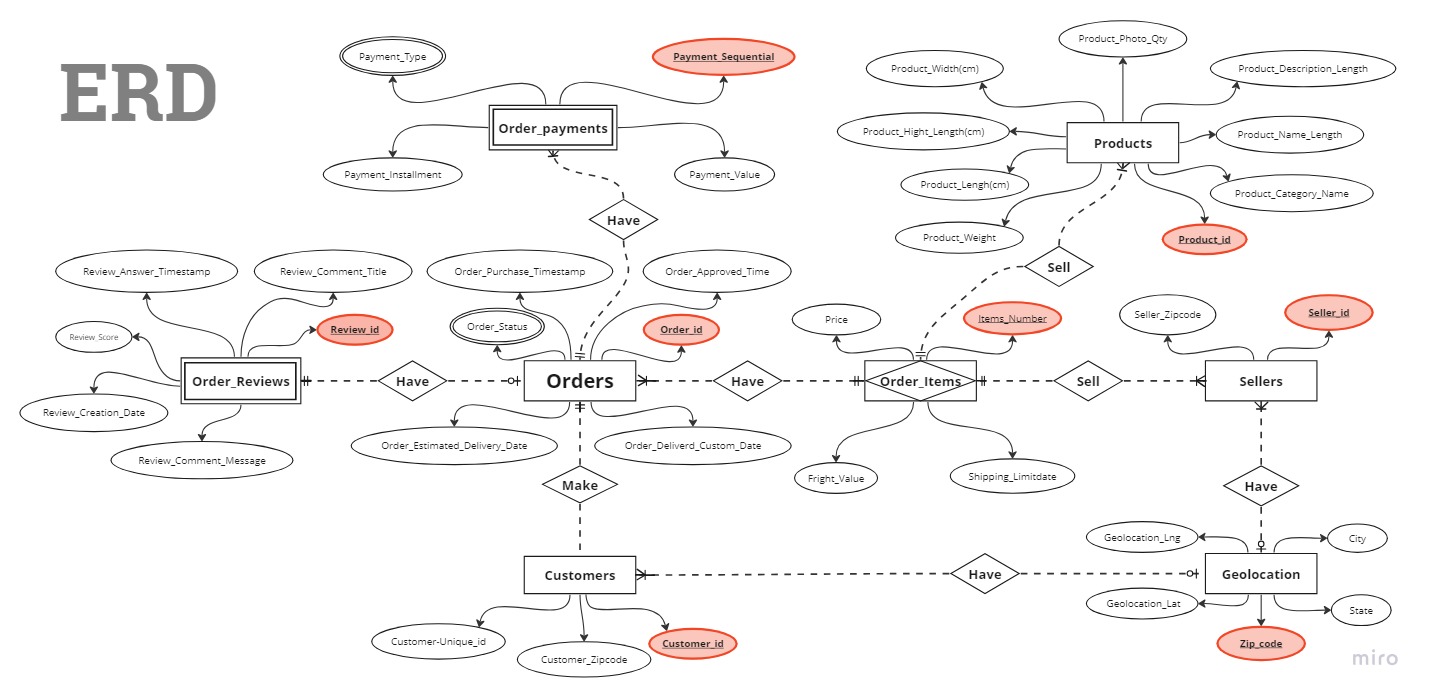 ERD
Payment_Type
Payment_Sequential
Order_payments
Payment_Installment
Payment_Value
Have
Product_Photo_Qty
Product_Width(cm)
Product_Description_Length
Product_Hight_Length(cm)
Products
Product_Name_Length
Product_Lengh(cm)
Product_Category_Name
Product_Weight
Product_id
Sell
Review_Answer_Timestamp
Review_Comment_Title
Order_Purchase_Timestamp
Order_Approved_Time
Review_Score
Review_id
Order_Status
Order_id
Price
Items_Number
Seller_Zipcode
Seller_id
Order_Reviews
Have
Orders
Have
Order_Items
Sell
Sellers
Review_Creation_Date
Review_Comment_Message
Order_Estimated_Delivery_Date
Order_Deliverd_Custom_Date
Fright_Value
Shipping_Limitdate
Make
Have
Geolocation_Lng
City
Customers
Have
Geolocation
Geolocation_Lat
State
Customer-Unique_id
Customer_Zipcode
Customer_id
Zip_code
miro